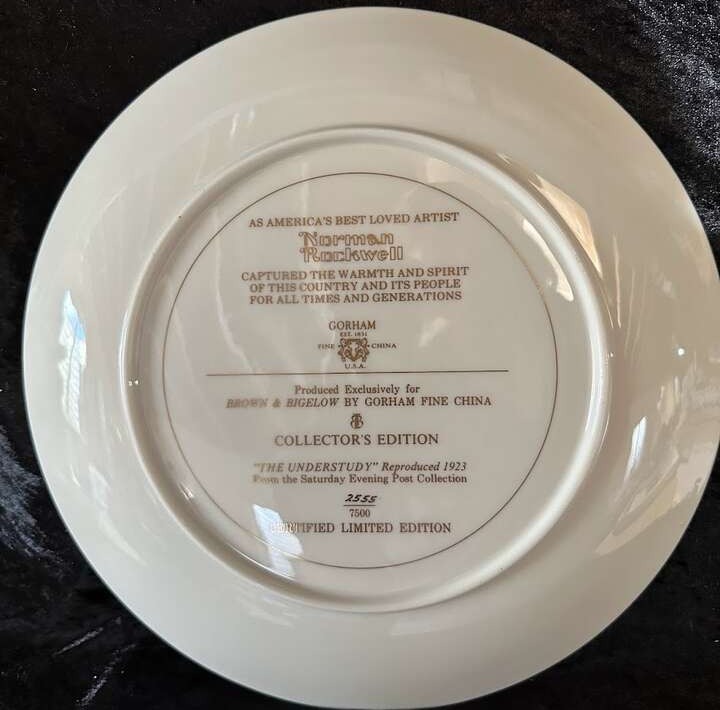 AS AMERICA'S BEST LOVED ARTIST
Norman
Rockwell
CAPTURED THE WARMTH AND SPIRIT
OF THIS COUNTRY AND ITS PEOPLE
FOR ALL TIMES AND GENERATIONS
GORHAM
EST. 1831
FINE CHINA
U.S.A.
Produced Exclusively for
BROWN & BIGELOW BY GORHAM FINE CHINA
B
COLLECTOR'S EDITION
"THE UNDERSTUDY" Reproduced 1923
From the Saturday Evening Post Collection
2555
7500
CERTIFIED LIMITED EDITION